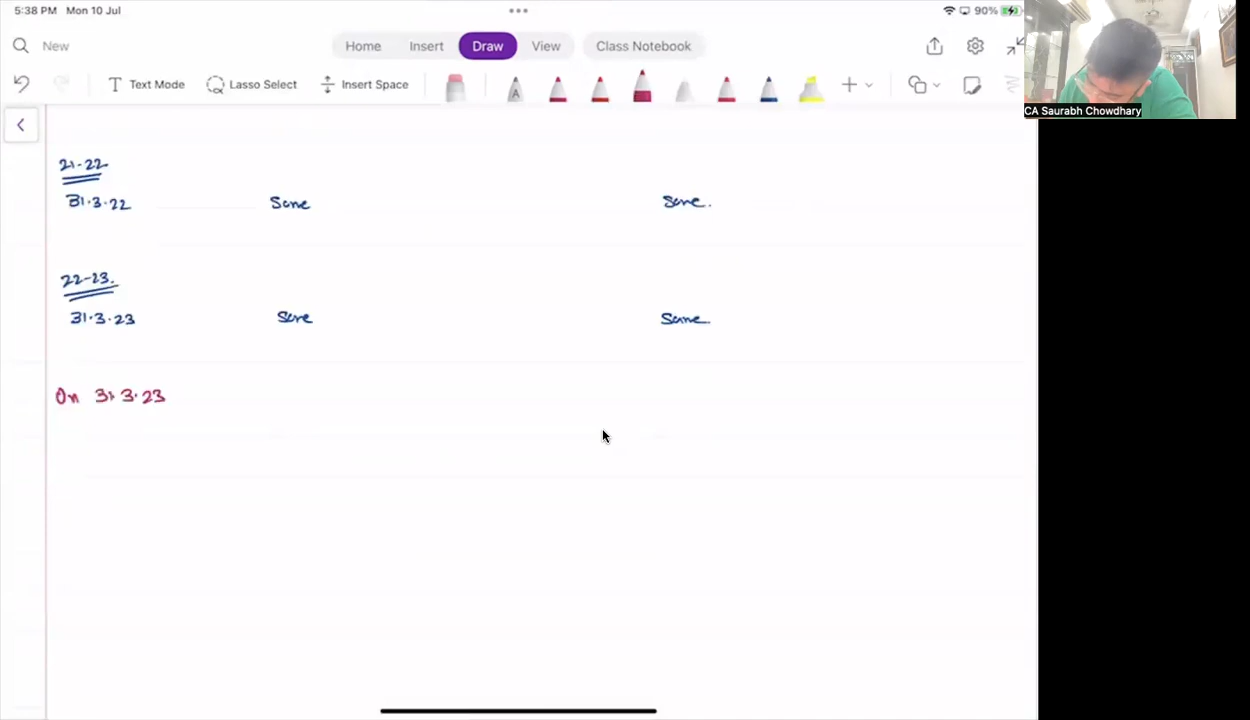 5:38 PM Mon 10 Jul
90%
New
Home Insert Draw View Class Notebook
Text Mode Lasso Select Insert Space
CA Saurabh Chowdhary
21-22
31.3.22 Same Same.
22-23.
31.3.23 Same Same.
On 31.3.23